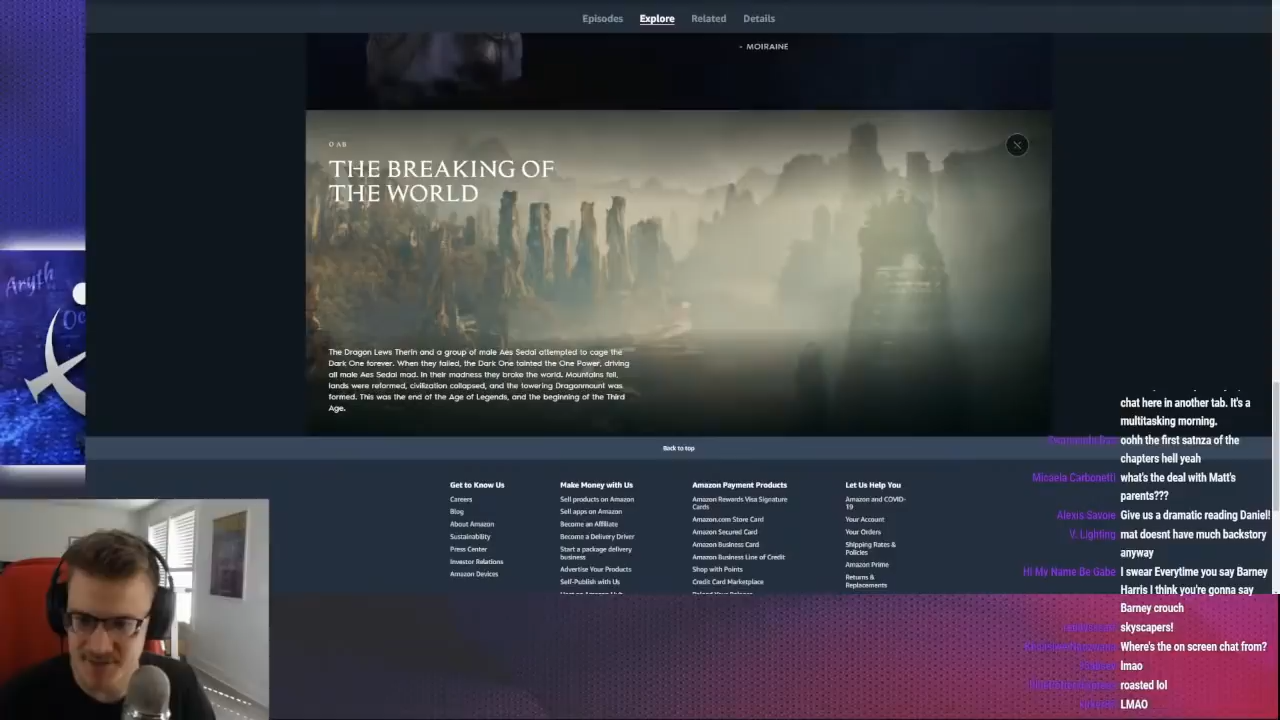 Episodes
Explore
Related
Details
- MOIRAINE
0 AB
THE BREAKING OF
THE WORLD
The Dragon Lews Therin and a group of male Aes Sedai attempted to cage the
Dark One forever. When they failed, the Dark One tainted the One Power, driving
all male Aes Sedai mad. In their madness they broke the world. Mountains fell,
lands were reformed, civilization collapsed, and the towering Dragonmount was
formed. This was the end of the Age of Legends, and the beginning of the Third
Age.
Back to top
Get to Know Us
Careers
Blog
About Amazon
Sustainability
Press Center
Investor Relations
Amazon Devices
Make Money with Us
Sell products on Amazon
Sell apps on Amazon
Become an Affiliate
Become a Delivery Driver
Start a package delivery
business
Advertise Your Products
Self-Publish with Us
Amazon Payment Products
Amazon Rewards Visa Signature
Cards
Amazon.com Store Card
Amazon Secured Card
Amazon Business Card
Amazon Business Line of Credit
Shop with Points
Credit Card Marketplace
Let Us Help You
Amazon and COVID-
19
Your Account
Your Orders
Shipping Rates &
Policies
Amazon Prime
Returns &
Replacements
Aryth
Oc
chat here in another tab. It's a
multitasking morning.
oohh the first satnza of the
chapters hell yeah
Micaela Carbonetti what's the deal with Matt's
parents???
Alexis Savoie Give us a dramatic reading Daniel!
V. Lighting mat doesnt have much backstory
anyway
Hi My Name Be Gabe I swear Everytime you say Barney
Harris I think you're gonna say
Barney crouch
skyscapers!
Where's the on screen chat from?
lmao
roasted lol
LMAO